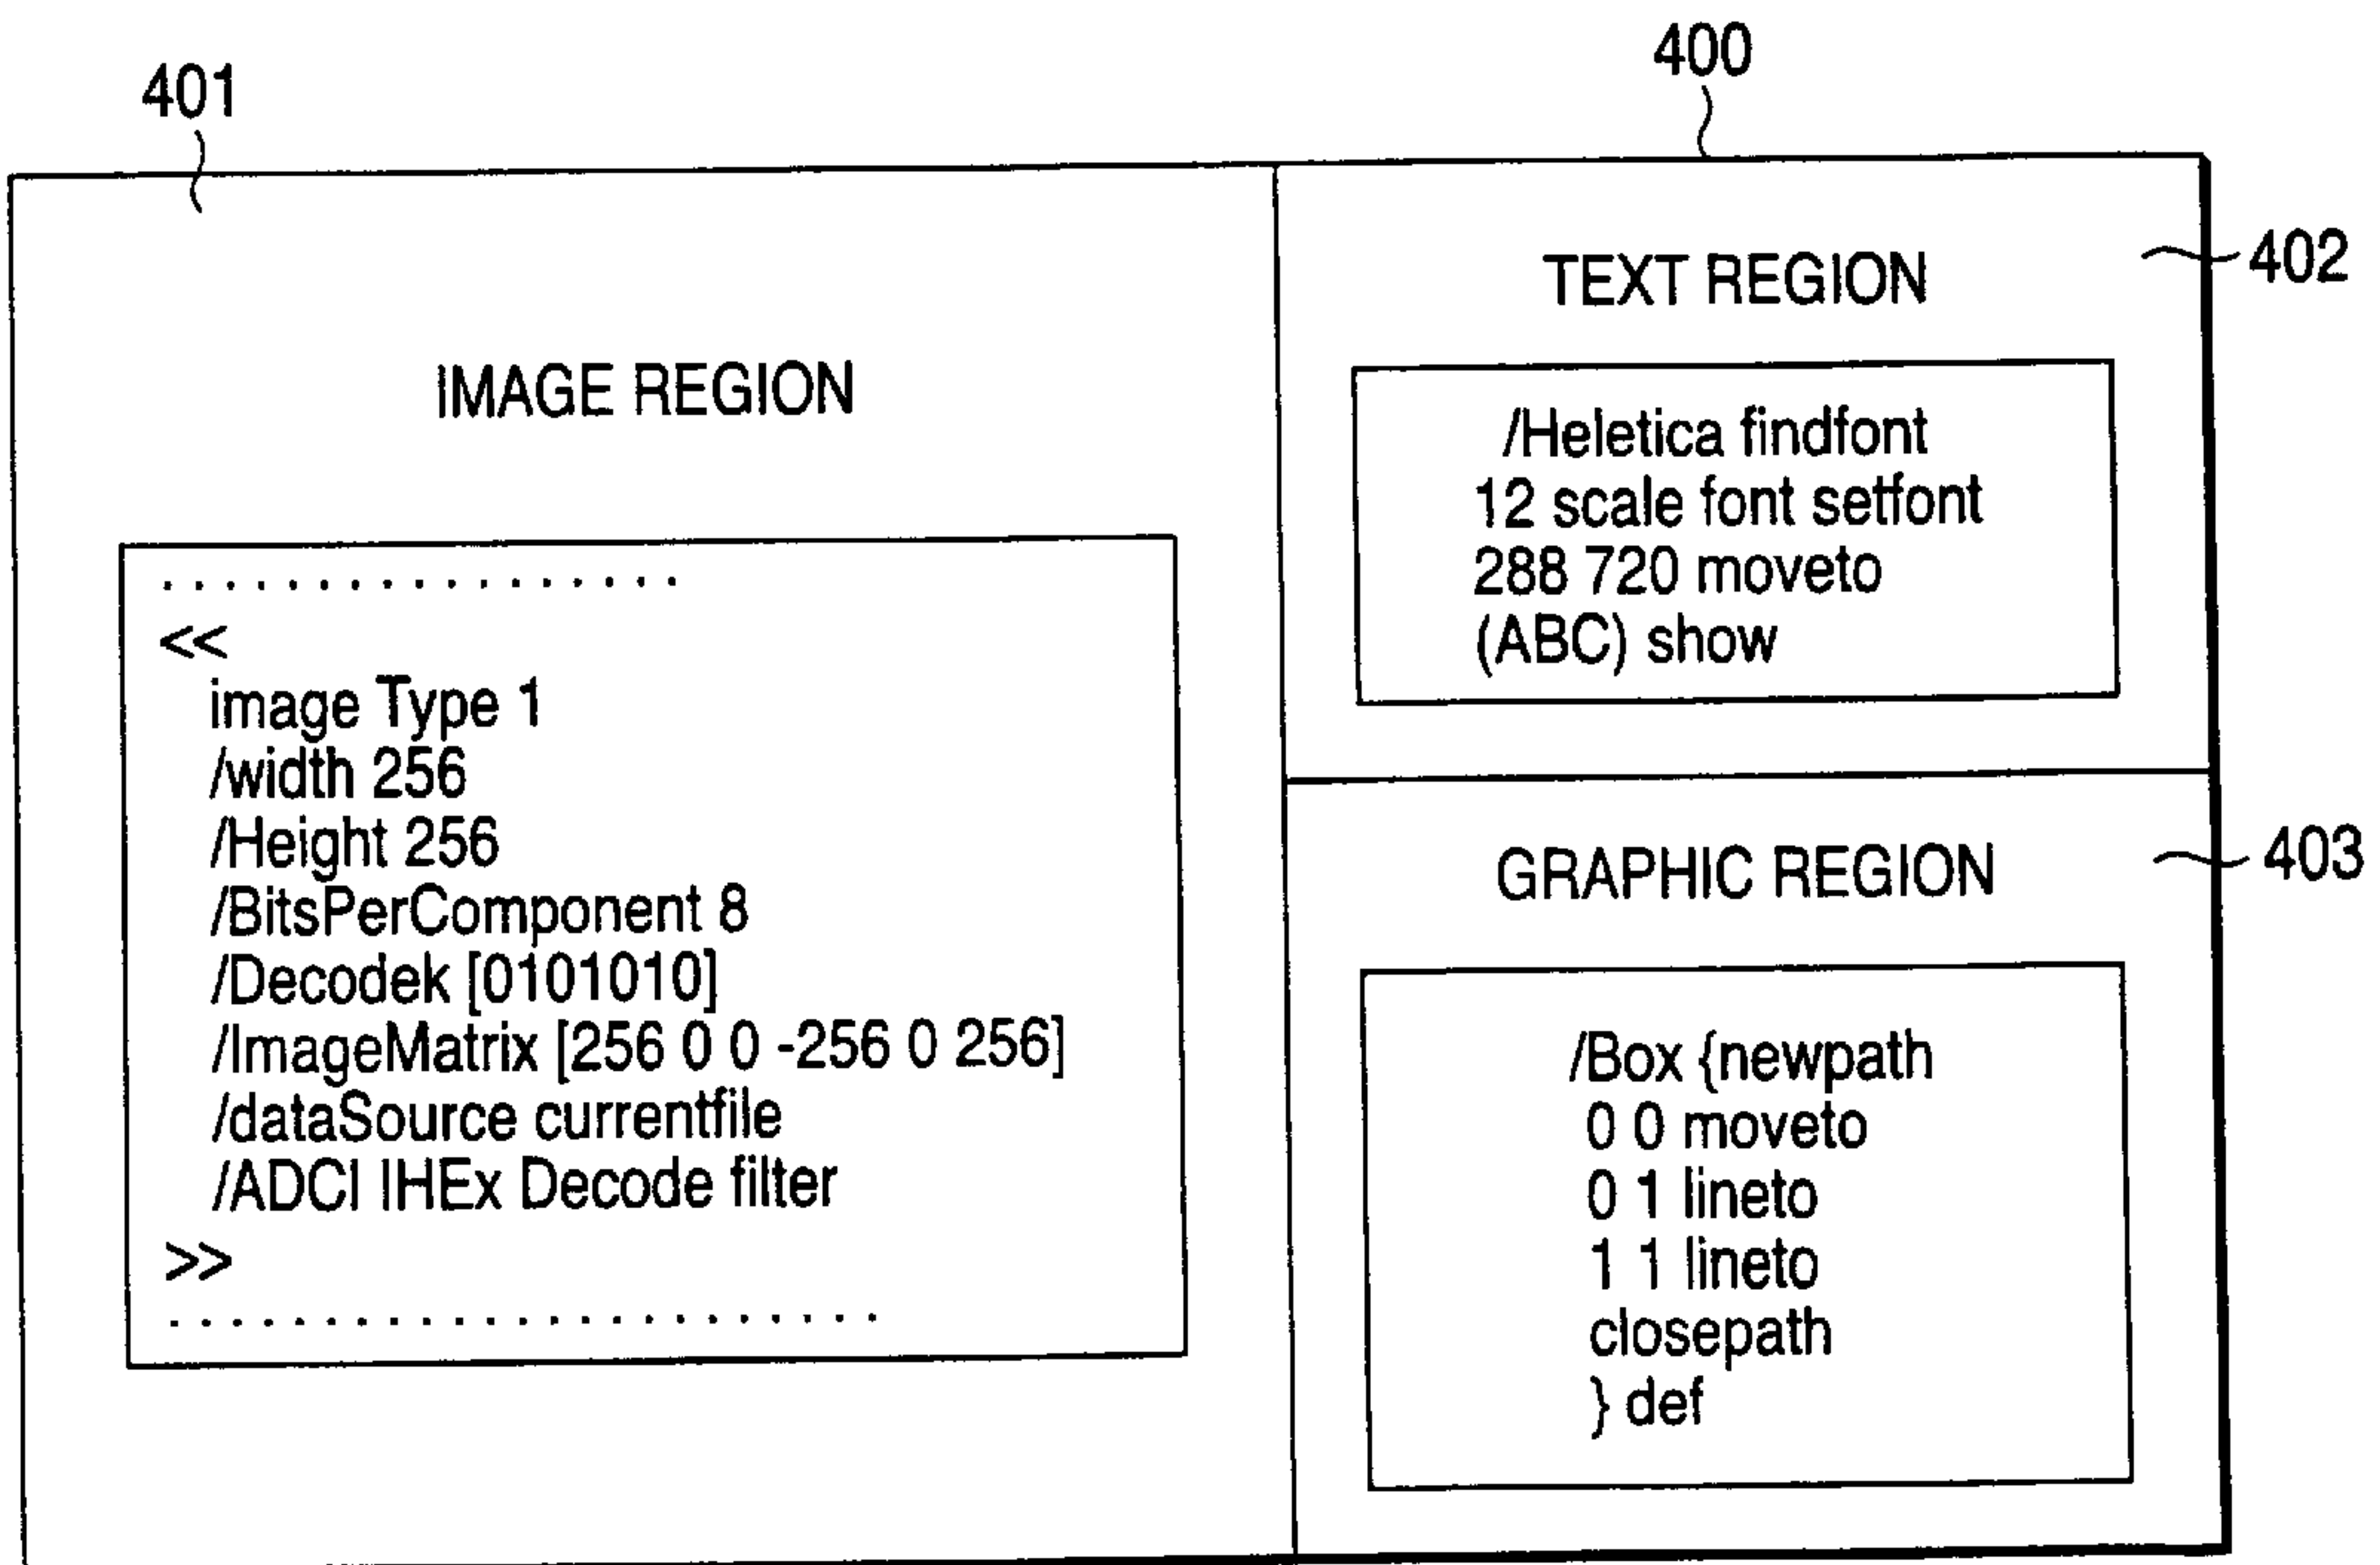 401
400
IMAGE REGION
. . . . . . . . . . . . . . . . .
<<
image Type 1
/width 256
/Height 256
/BitsPerComponent 8
/Decodek [0101010]
/ImageMatrix [256 0 0 -256 0 256]
/dataSource currentfile
/ADCI IHEx Decode filter
>>
. . . . . . . . . . . . . . . . . . . . . . .
TEXT REGION
402
/Heletica findfont
12 scale font setfont
288 720 moveto
(ABC) show
GRAPHIC REGION
403
/Box {newpath
0 0 moveto
0 1 lineto
1 1 lineto
closepath
} def